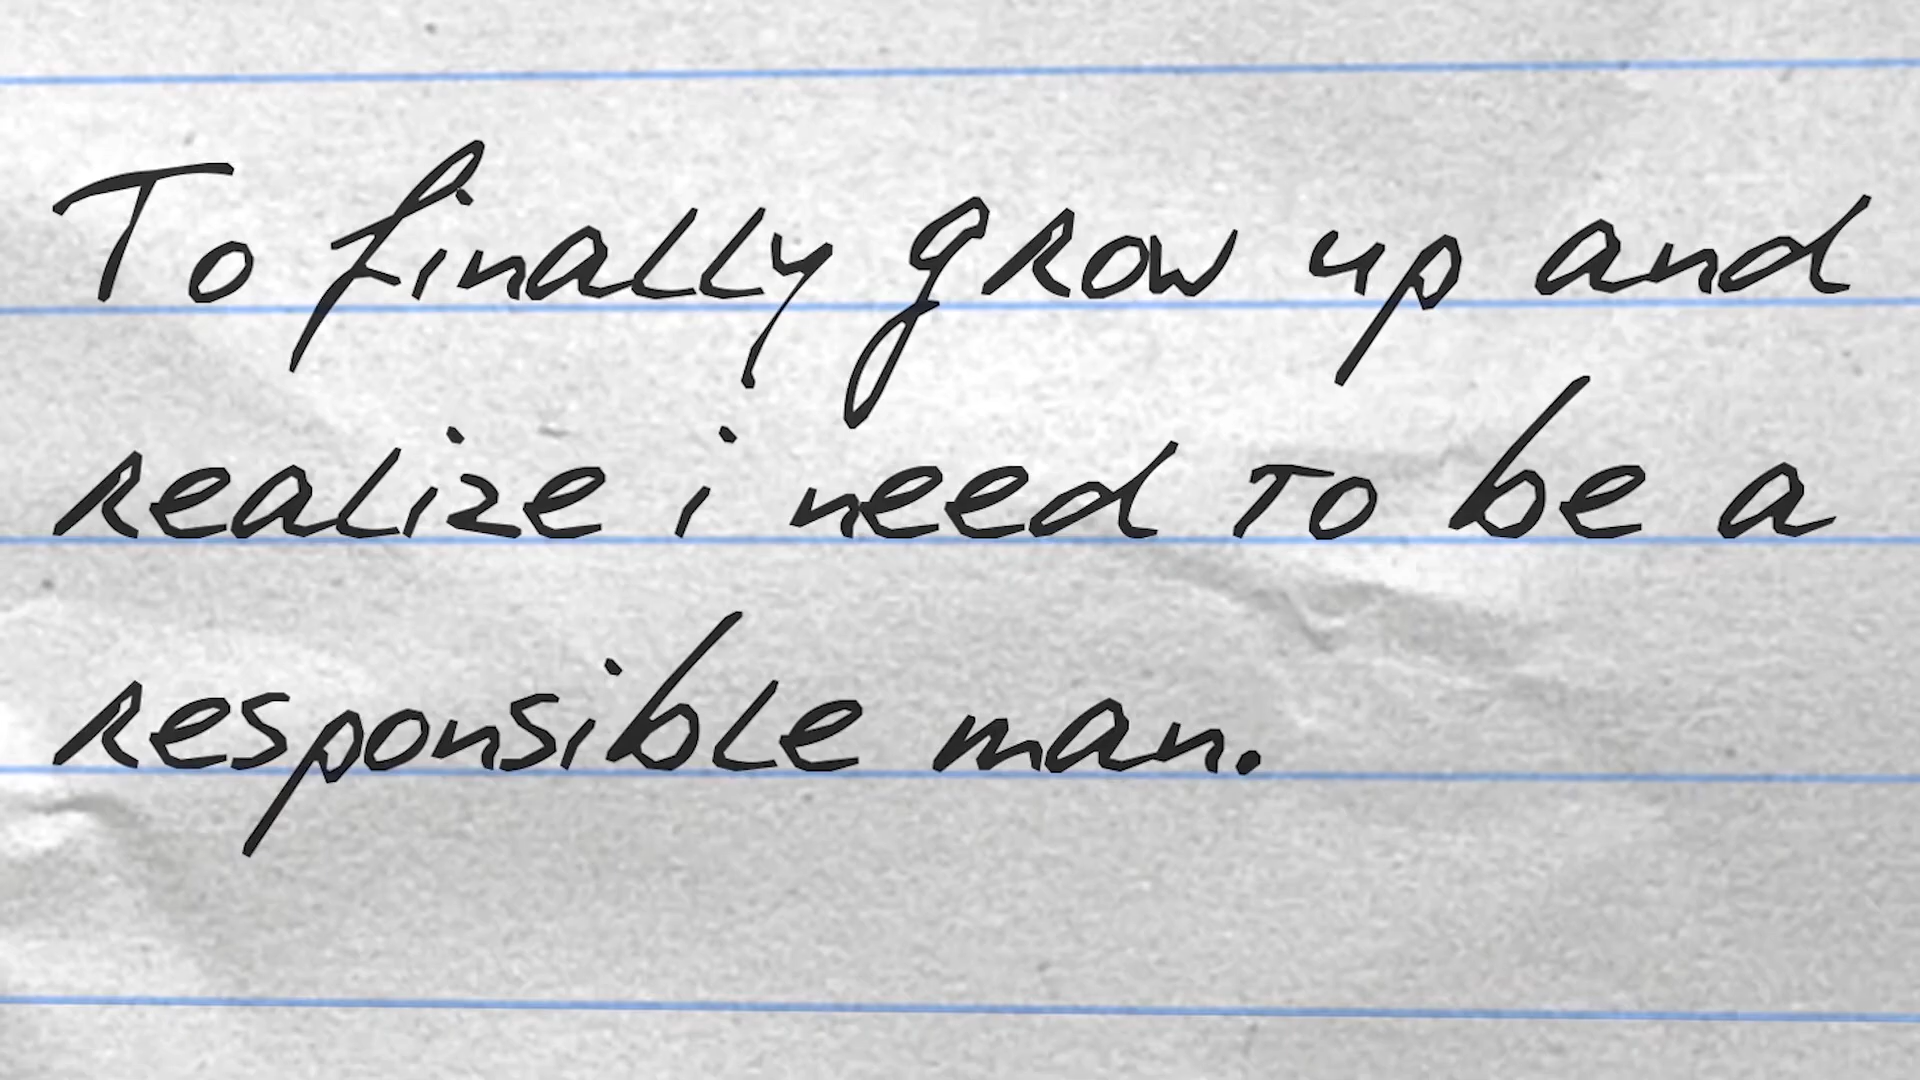 To finally grow up and
realize i need to be a
responsible man.